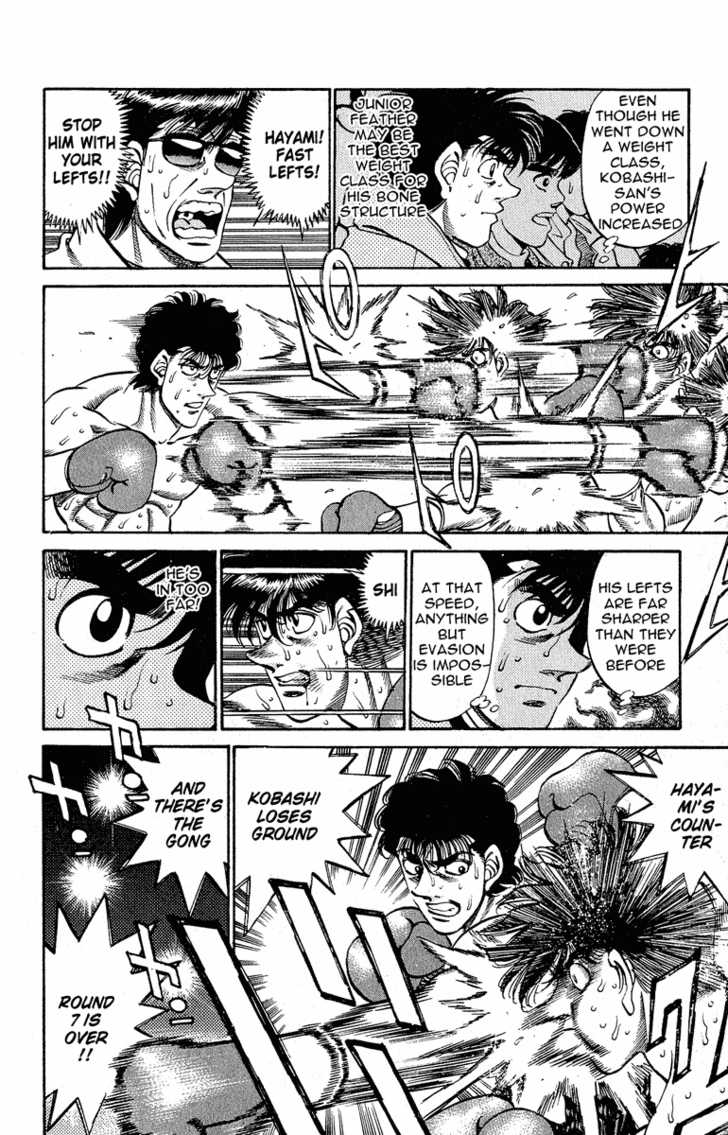 EVEN
THOUGH HE
WENT DOWN
A WEIGHT
CLASS,
KOBASHI-
SAN'S
POWER
INCREASED
JUNIOR
FEATHER
MAY BE
THE BEST
WEIGHT
CLASS FOR
HIS BONE
STRUCTURE
HAYAMI!
FAST
LEFTS!
STOP
HIM WITH
YOUR
LEFTS!!
HIS LEFTS
ARE FAR
SHARPER
THAN THEY
WERE
BEFORE
AT THAT
SPEED,
ANYTHING
BUT
EVASION
IS IMPOS-
SIBLE
SHI
HE'S
IN TOO
FAR!
HAYA-
MI'S
COUN-
TER
KOBASHI
LOSES
GROUND
AND
THERE'S
THE
GONG
ROUND
7 IS
OVER
!!